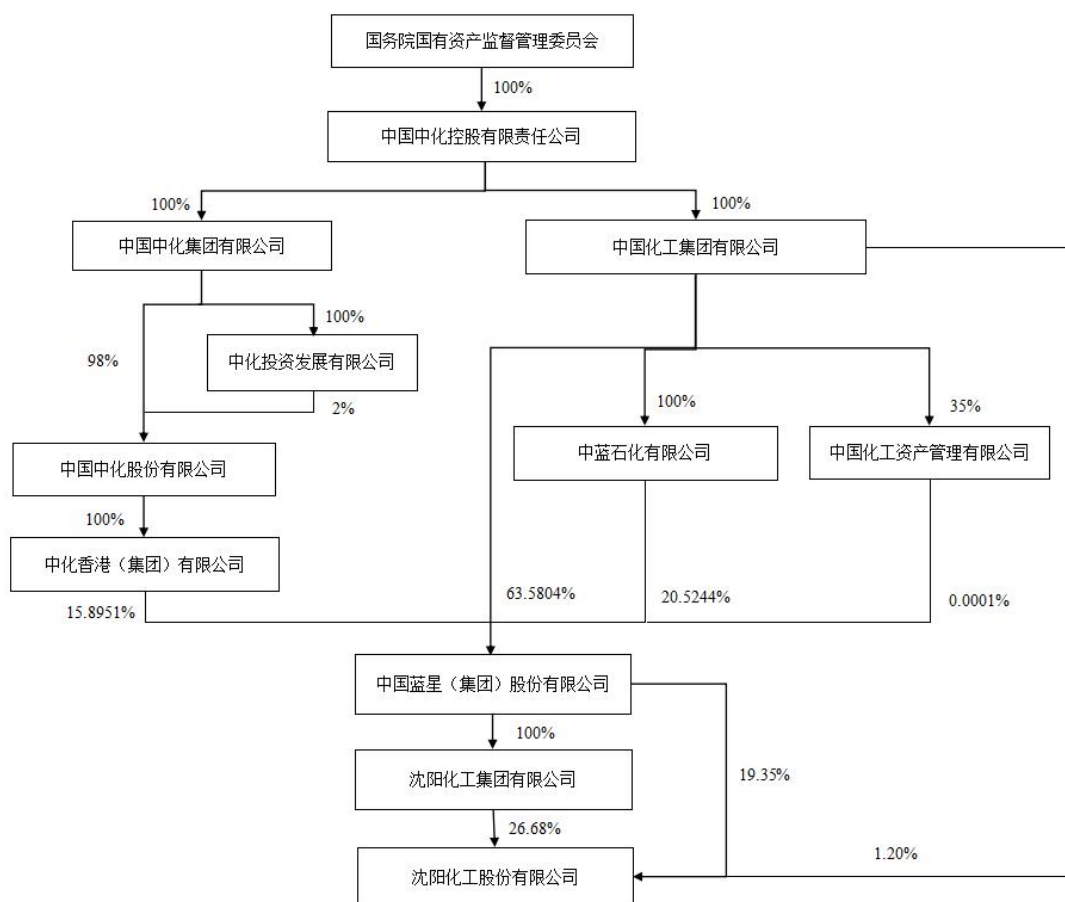 国务院国有资产监督管理委员会
100%
中国中化控股有限责任公司
100%
100%
中国中化集团有限公司
中国化工集团有限公司
100%
98%
中化投资发展有限公司
2%
100%
35%
中国中化股份有限公司
中蓝石化有限公司
中国化工资产管理有限公司
100%
中化香港（集团）有限公司
15.8951%
63.5804%
20.5244%
0.0001%
中国蓝星（集团）股份有限公司
100%
沈阳化工集团有限公司
19.35%
26.68%
沈阳化工股份有限公司
1.20%